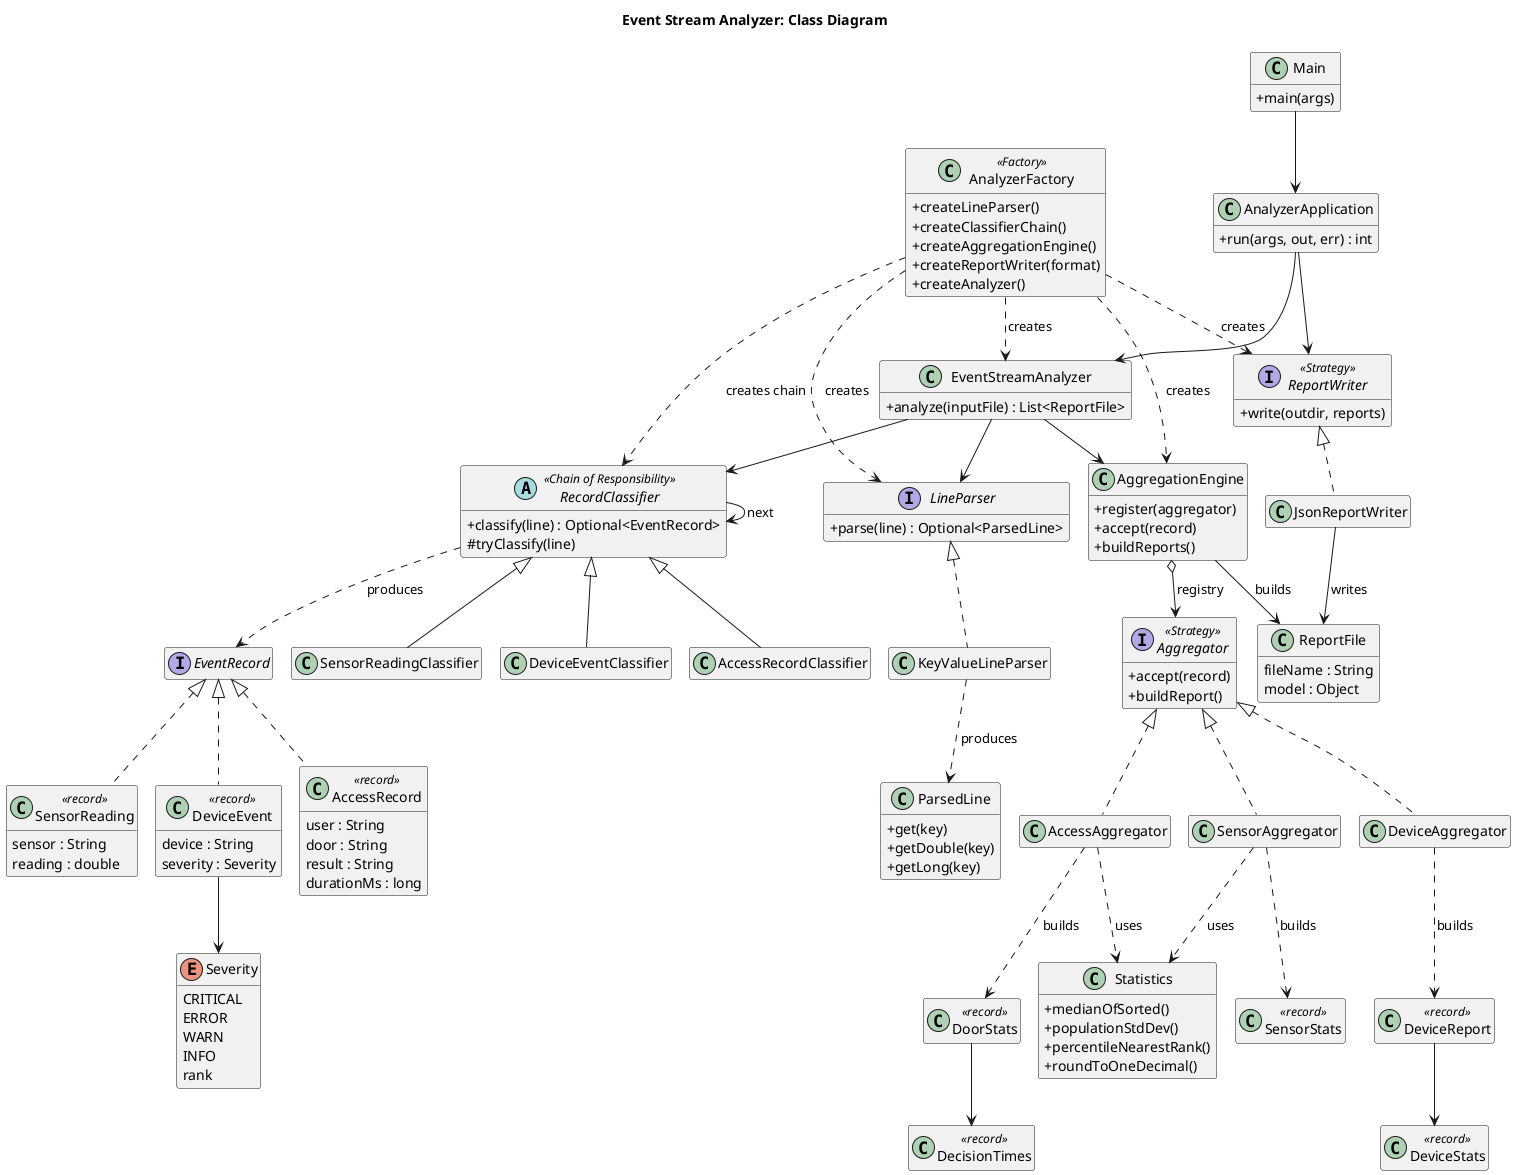 Event Stream Analyzer: Class Diagram
C Main
+main(args)
C «Factory»
AnalyzerFactory
+createLineParser()
+createClassifierChain()
+createAggregationEngine()
+createReportWriter(format)
+createAnalyzer()
C AnalyzerApplication
+run(args, out, err) : int
creates
creates
creates chain
creates
creates
C EventStreamAnalyzer
+analyze(inputFile) : List<ReportFile>
I «Strategy»
ReportWriter
+write(outdir, reports)
A «Chain of Responsibility»
RecordClassifier
+classify(line) : Optional<EventRecord>
#tryClassify(line)
next
I LineParser
+parse(line) : Optional<ParsedLine>
C AggregationEngine
+register(aggregator)
+accept(record)
+buildReports()
C JsonReportWriter
produces
registry
builds
writes
I EventRecord
C SensorReadingClassifier
C DeviceEventClassifier
C AccessRecordClassifier
C KeyValueLineParser
I «Strategy»
Aggregator
+accept(record)
+buildReport()
C ReportFile
fileName : String
model : Object
produces
C «record»
SensorReading
sensor : String
reading : double
C «record»
DeviceEvent
device : String
severity : Severity
C «record»
AccessRecord
user : String
door : String
result : String
durationMs : long
C ParsedLine
+get(key)
+getDouble(key)
+getLong(key)
C AccessAggregator
C SensorAggregator
C DeviceAggregator
builds
uses
uses
builds
builds
E Severity
CRITICAL
ERROR
WARN
INFO
rank
C «record»
DoorStats
C Statistics
+medianOfSorted()
+populationStdDev()
+percentileNearestRank()
+roundToOneDecimal()
C «record»
SensorStats
C «record»
DeviceReport
C «record»
DecisionTimes
C «record»
DeviceStats